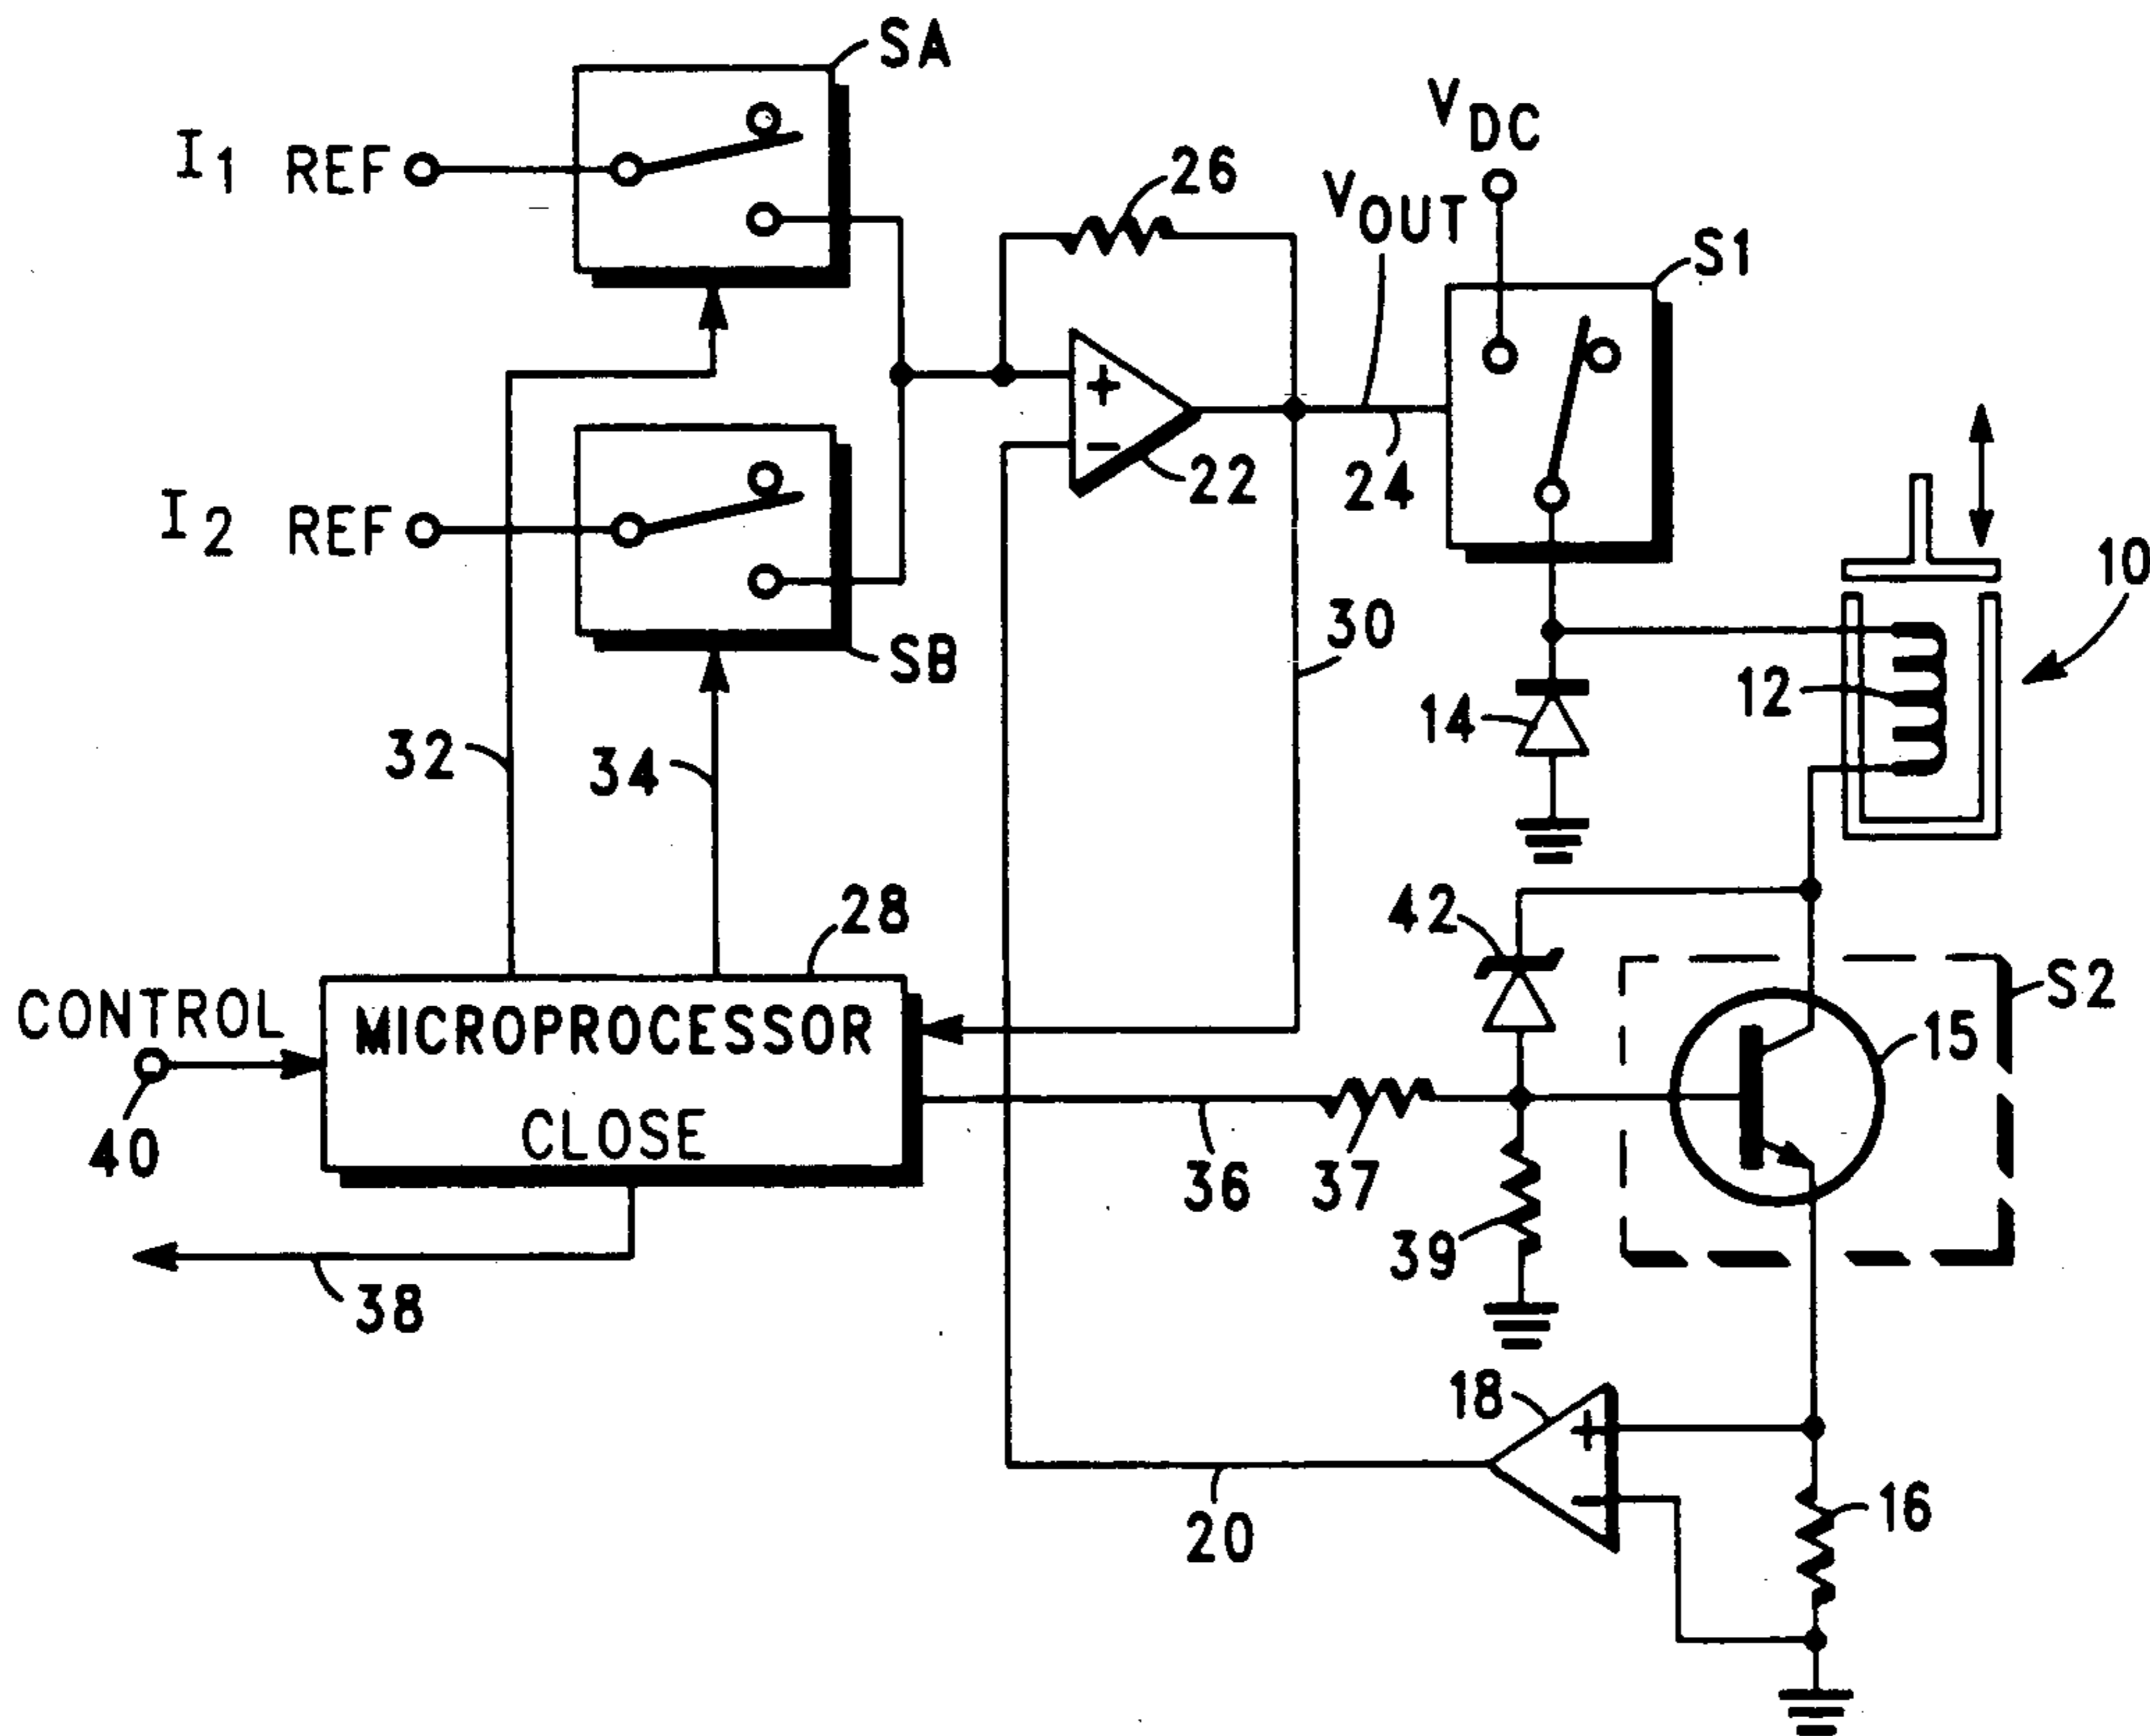 SA
I1 REF
VDC
26
VOUT
S1
I2 REF
+
−
22
24
10
SB
30
12
14
32
34
28
42
S2
CONTROL
MICROPROCESSOR
15
CLOSE
40
36
37
39
38
18
+
−
16
20